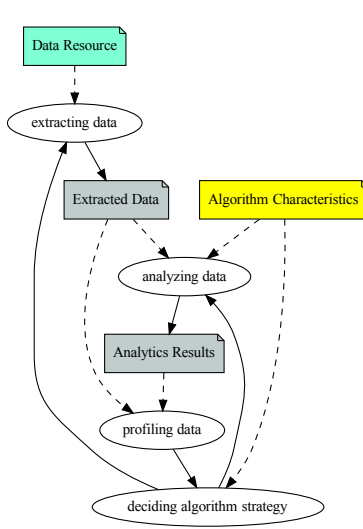 Data Resource
extracting data
Extracted Data
Algorithm Characteristics
analyzing data
Analytics Results
profiling data
deciding algorithm strategy